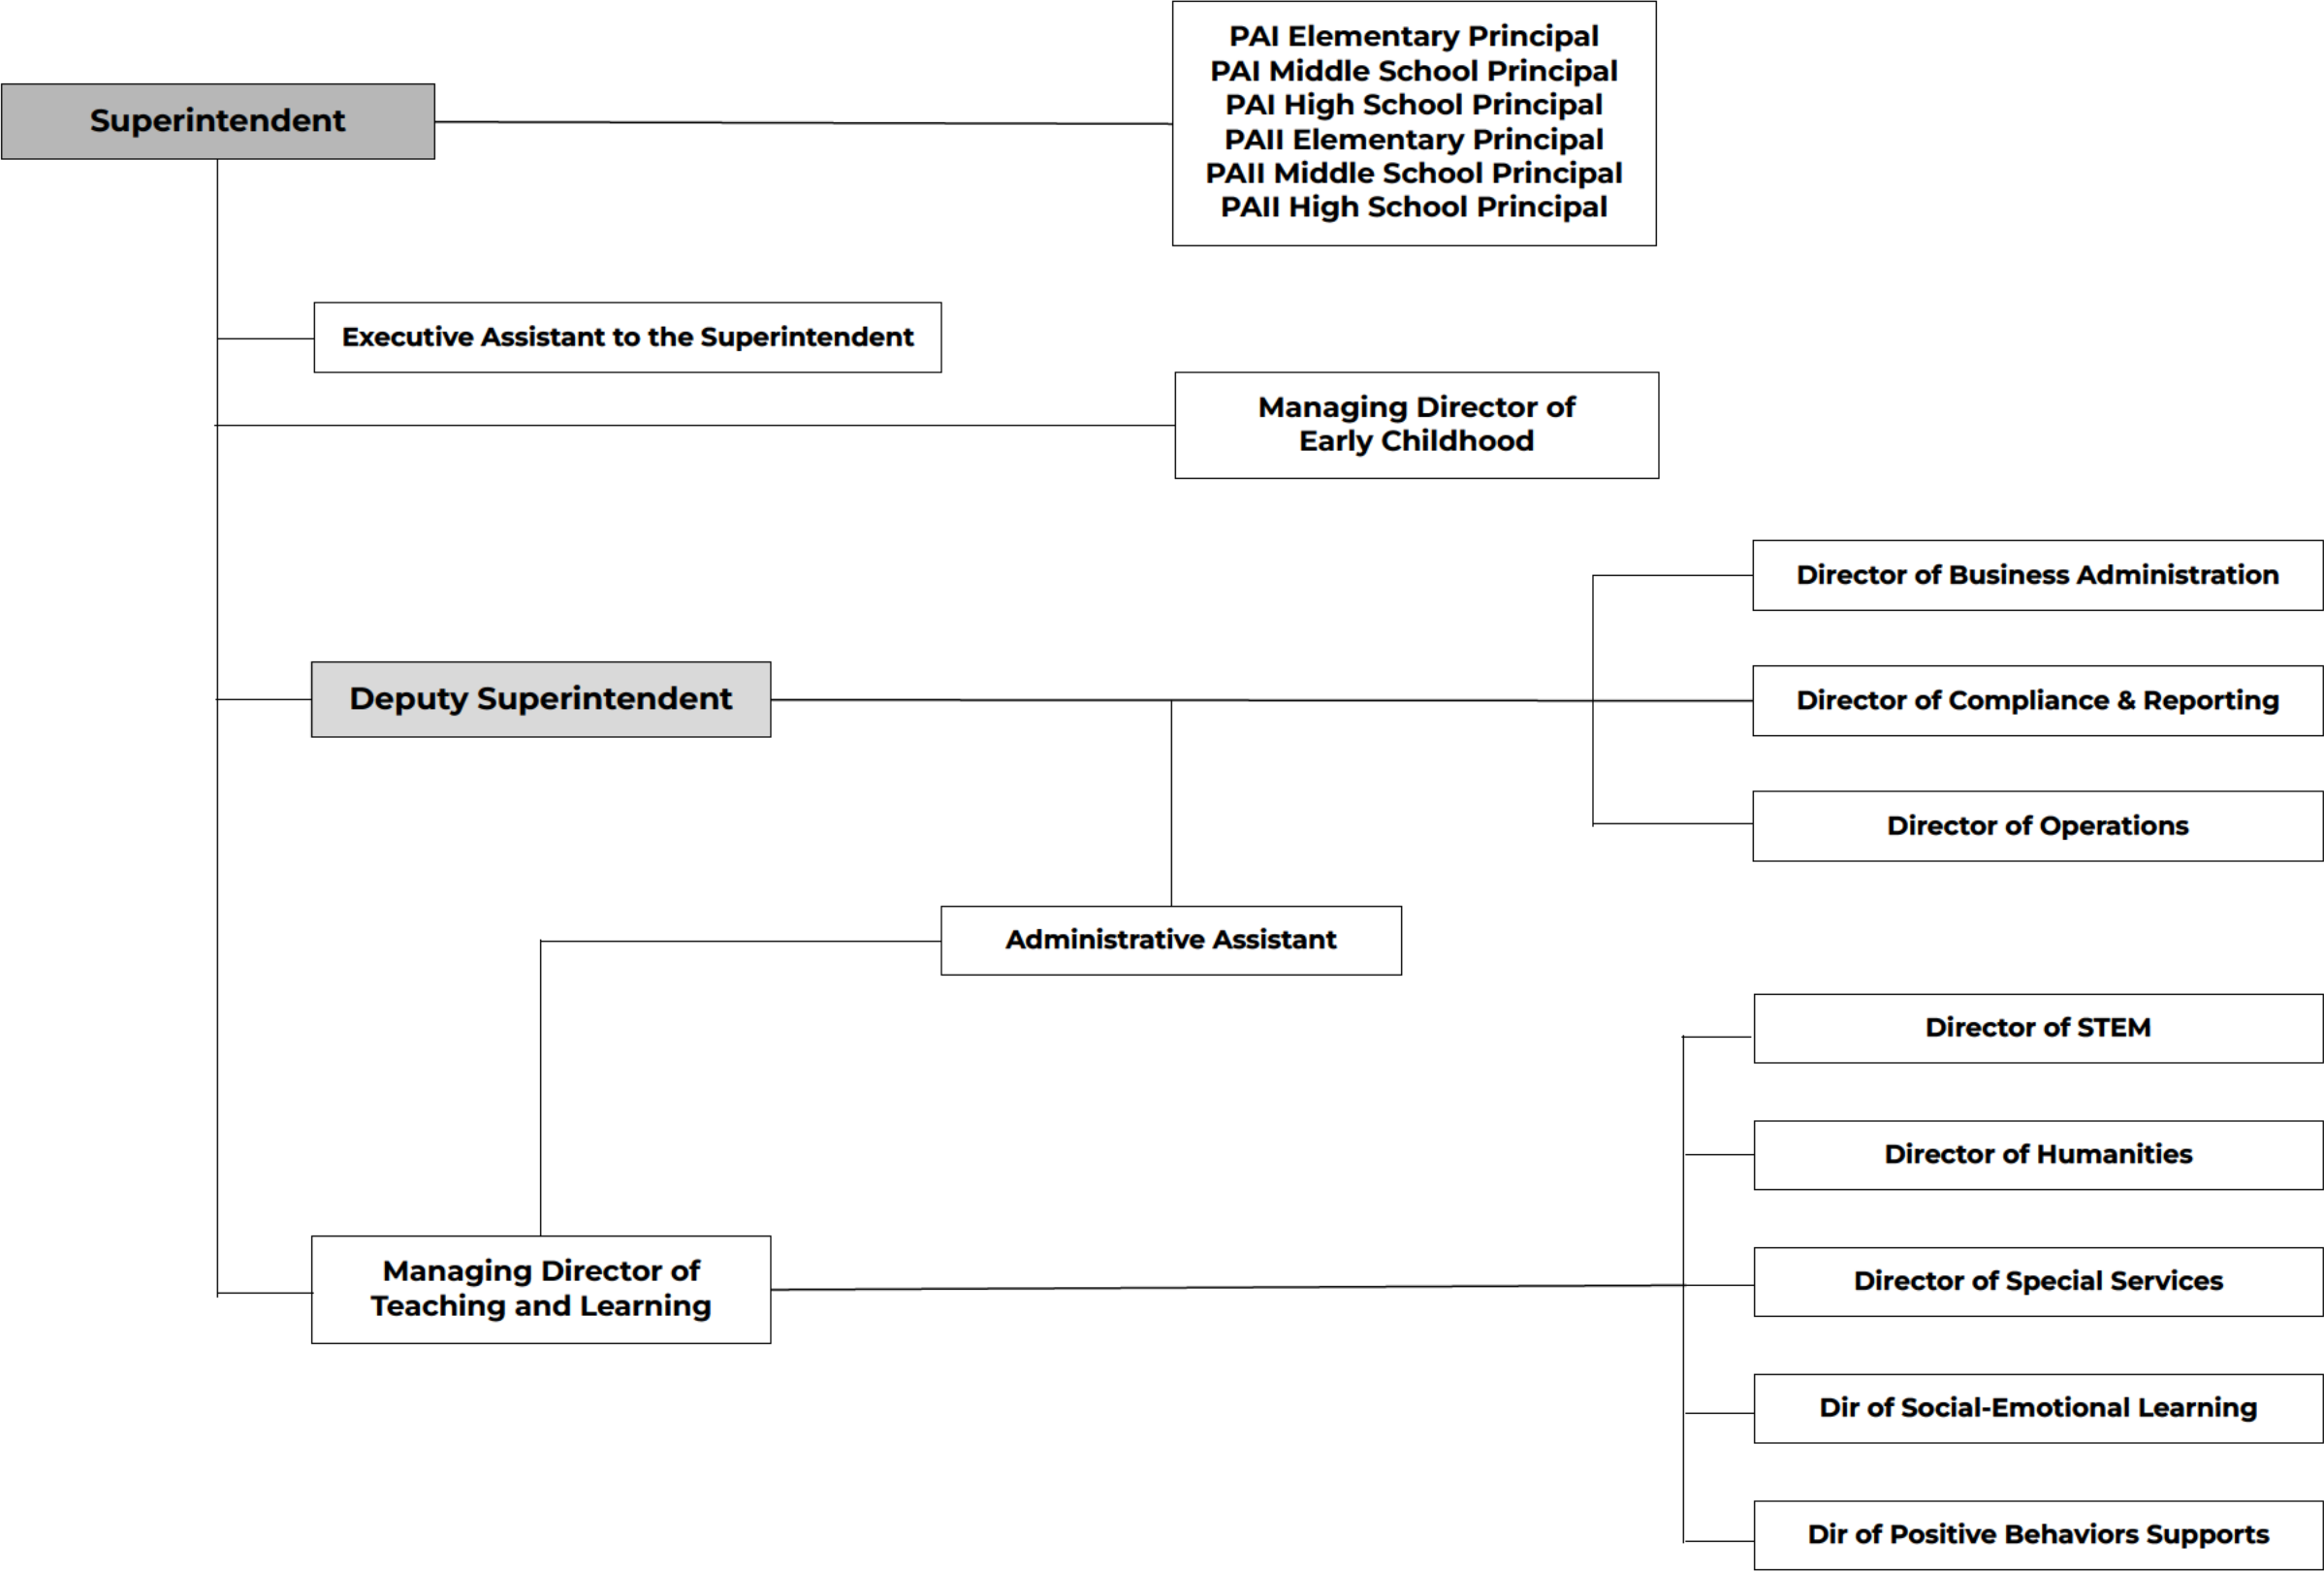 PAI Elementary Principal
PAI Middle School Principal
PAI High School Principal
PAII Elementary Principal
PAII Middle School Principal
PAII High School Principal
Superintendent
Executive Assistant to the Superintendent
Managing Director of
Early Childhood
Director of Business Administration
Deputy Superintendent
Director of Compliance & Reporting
Director of Operations
Administrative Assistant
Director of STEM
Director of Humanities
Managing Director of
Teaching and Learning
Director of Special Services
Dir of Social-Emotional Learning
Dir of Positive Behaviors Supports